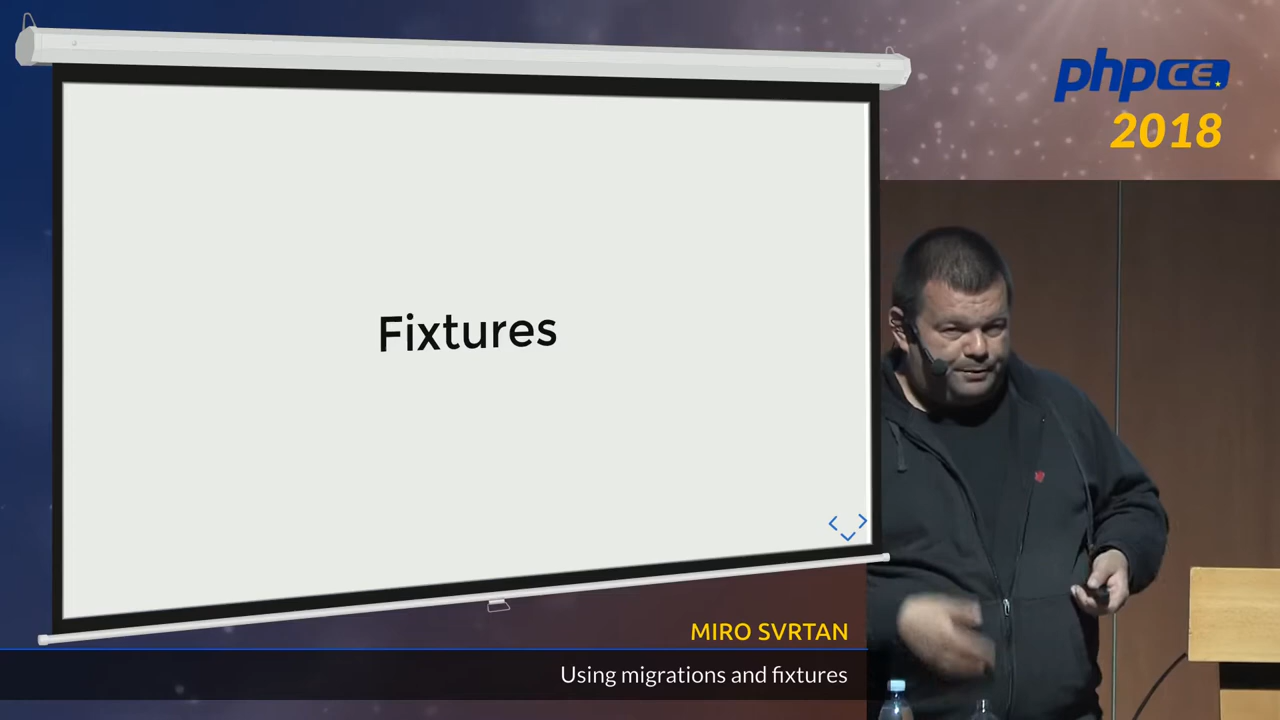 phpCE
2018
Fixtures
MIRO SVRTAN
Using migrations and fixtures